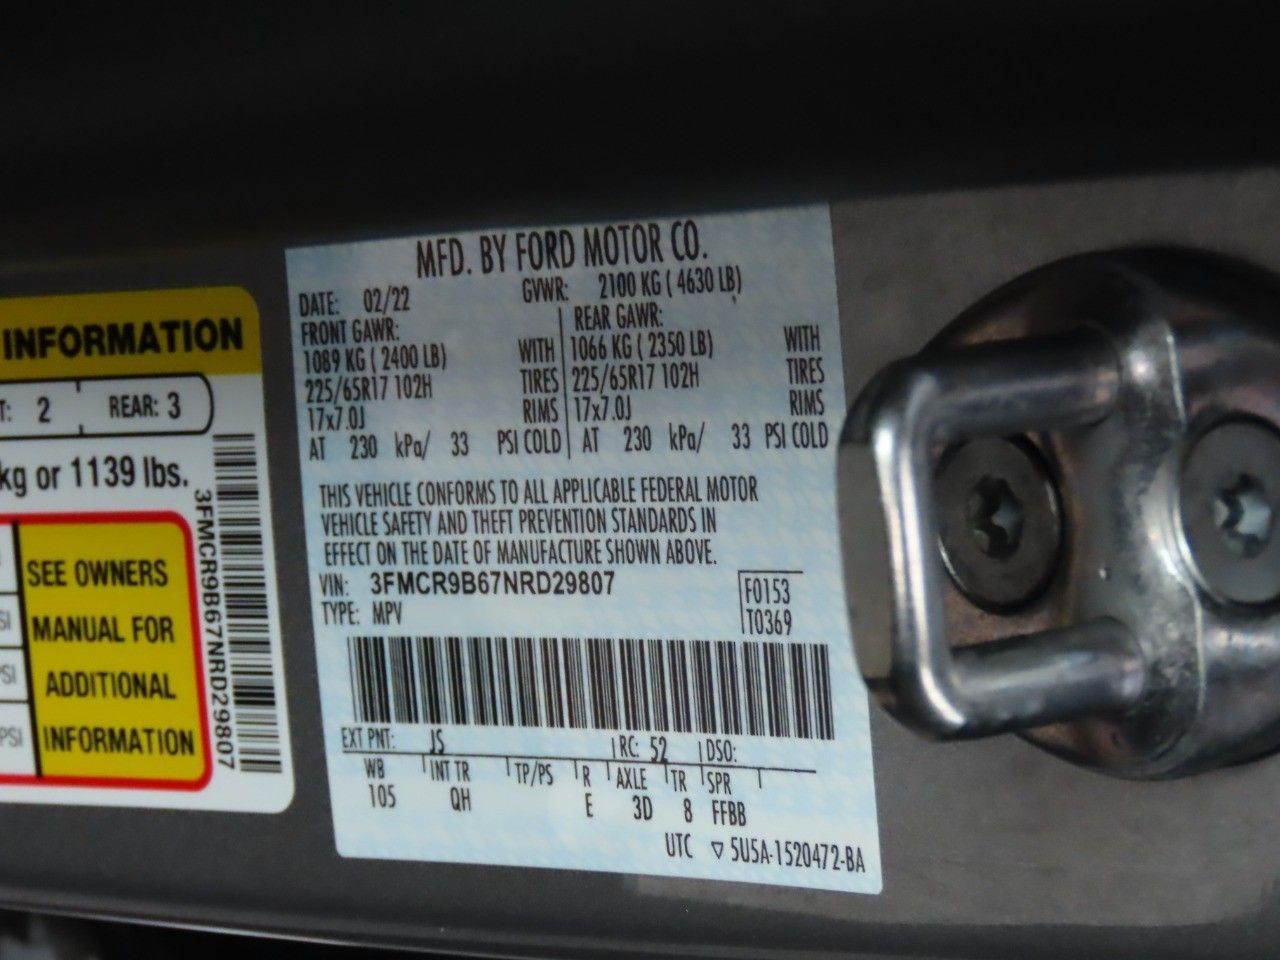 INFORMATION
T: 2 REAR: 3
kg or 1139 lbs.
SEE OWNERS
MANUAL FOR
ADDITIONAL
INFORMATION
PSI
PSI
3FMCR9B67NRD29807
MFD. BY FORD MOTOR CO.
DATE: 02/22 GVWR: 2100 KG ( 4630 LB)
FRONT GAWR: REAR GAWR:
1089 KG ( 2400 LB) WITH 1066 KG ( 2350 LB) WITH
225/65R17 102H TIRES 225/65R17 102H TIRES
17x7.0J RIMS 17x7.0J RIMS
AT 230 kPa/ 33 PSI COLD AT 230 kPa/ 33 PSI COLD
THIS VEHICLE CONFORMS TO ALL APPLICABLE FEDERAL MOTOR
VEHICLE SAFETY AND THEFT PREVENTION STANDARDS IN
EFFECT ON THE DATE OF MANUFACTURE SHOWN ABOVE.
VIN: 3FMCR9B67NRD29807 F0153
TYPE: MPV T0369
EXT PNT: JS RC: 52 DSO:
WB INT TR TP/PS R AXLE TR SPR
105 QH E 3D 8 FFBB
UTC ▽ 5U5A-1520472-BA